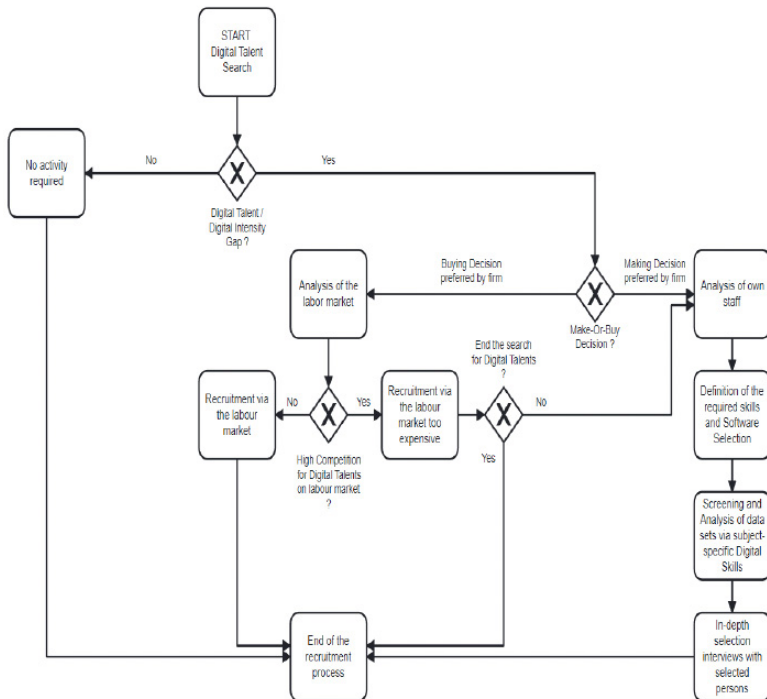 START
Digital Talent
Search
No activity
required
No
Yes
Digital Talent /
Digital Intensity
Gap ?
Buying Decision
preferred by firm
Making Decision
preferred by firm
Analysis of the
labor market
Analysis of own
staff
Make-Or-Buy
Decision ?
End the search
for Digital Talents
?
Recruitment via
the labour
market
No
Yes
Recruitment via
the labour
market too
expensive
No
Definition of the
required skills
and Software
Selection
High Competition
for Digital Talents
on labour market
?
Yes
Screening and
Analysis of data
sets via subject-
specific Digital
Skills
End of the
recruitment
process
In-depth
selection
interviews with
selected
persons